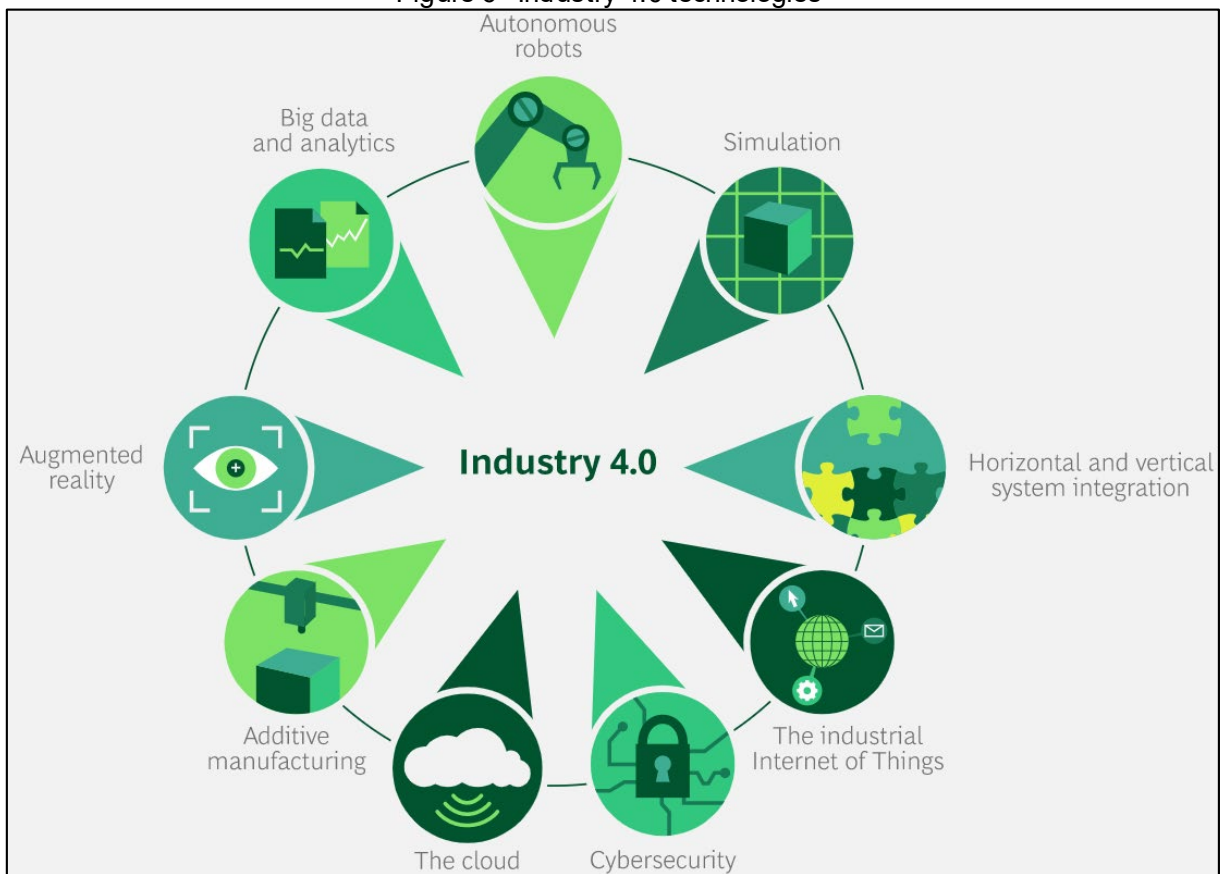 Autonomous
robots
Big data
and analytics
Simulation
Augmented
reality
Industry 4.0
Horizontal and vertical
system integration
Additive
manufacturing
The industrial
Internet of Things
The cloud
Cybersecurity